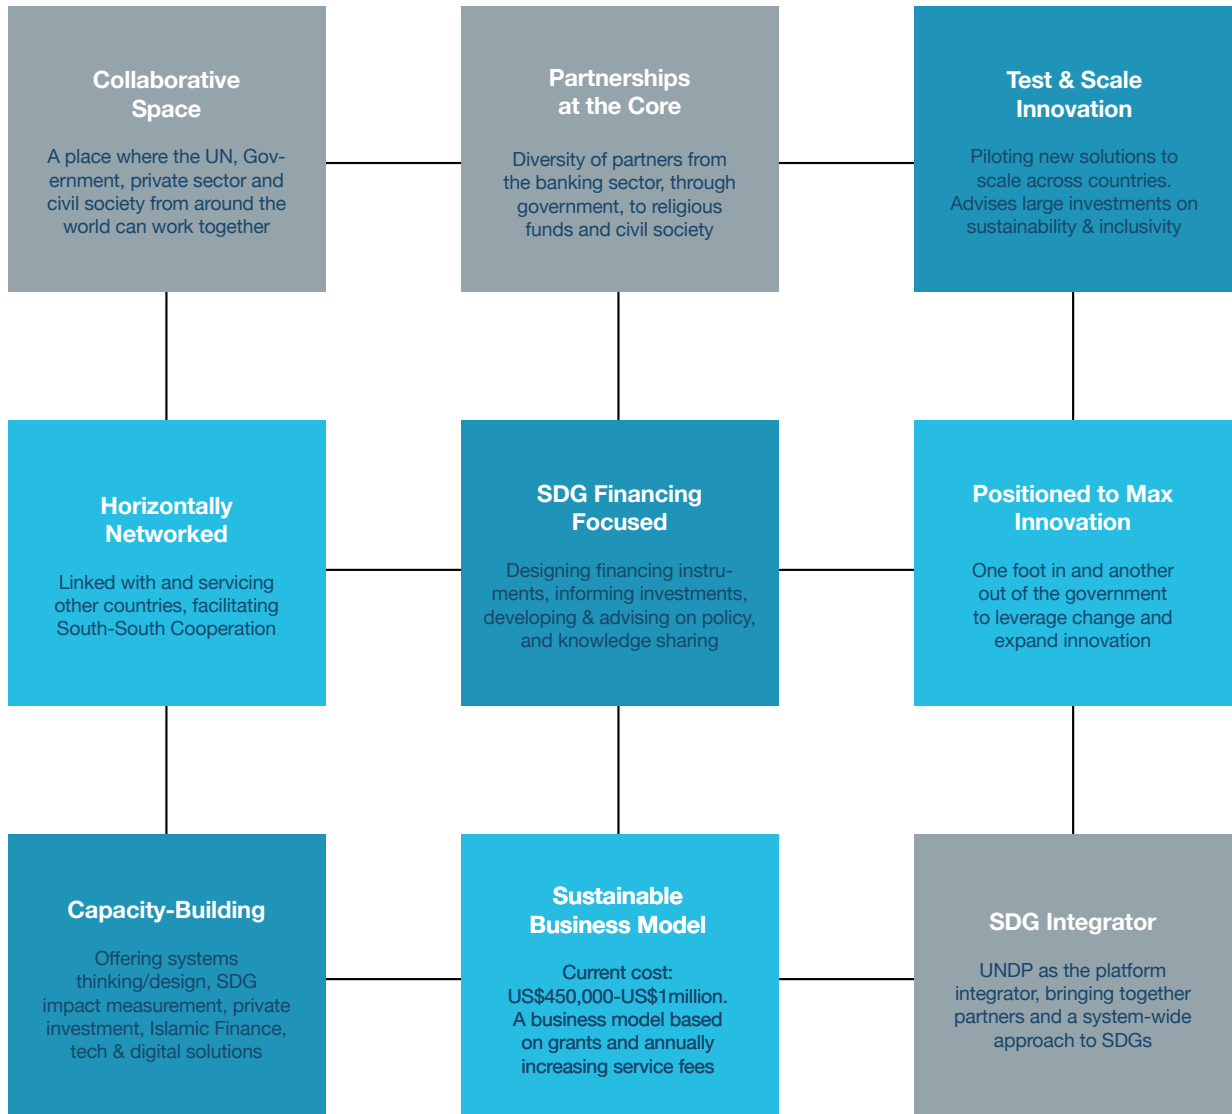 Collaborative
Space
A place where the UN, Gov-
ernment, private sector and
civil society from around the
world can work together
Partnerships
at the Core
Diversity of partners from
the banking sector, through
government, to religious
funds and civil society
Test & Scale
Innovation
Piloting new solutions to
scale across countries.
Advises large investments on
sustainability & inclusivity
Horizontally
Networked
Linked with and servicing
other countries, facilitating
South-South Cooperation
SDG Financing
Focused
Designing financing instru-
ments, informing investments,
developing & advising on policy,
and knowledge sharing
Positioned to Max
Innovation
One foot in and another
out of the government
to leverage change and
expand innovation
Capacity-Building
Offering systems
thinking/design, SDG
impact measurement, private
investment, Islamic Finance,
tech & digital solutions
Sustainable
Business Model
Current cost:
US$450,000-US$1million.
A business model based
on grants and annually
increasing service fees
SDG Integrator
UNDP as the platform
integrator, bringing together
partners and a system-wide
approach to SDGs